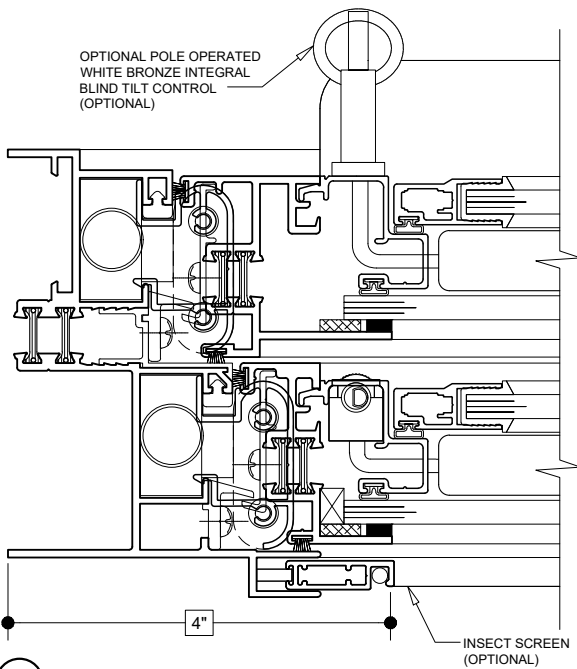 OPTIONAL POLE OPERATED
WHITE BRONZE INTEGRAL
BLIND TILT CONTROL
(OPTIONAL)
D
4"
INSECT SCREEN
(OPTIONAL)